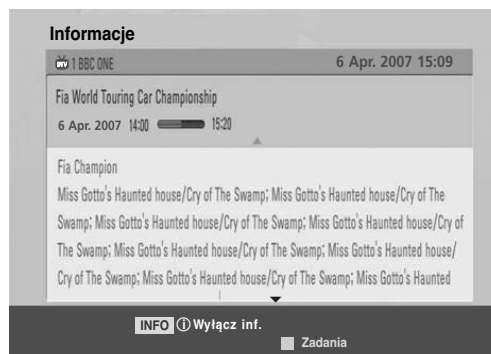 Informacje
DTV 1 BBC ONE 6 Apr. 2007 15:09
Fia World Touring Car Championship
6 Apr. 2007 14:00 15:20
Fia Champion
Miss Gotto's Haunted house/Cry of The Swamp; Miss Gotto's Haunted house/Cry of The
Swamp; Miss Gotto's Haunted house/Cry of The Swamp; Miss Gotto's Haunted house/Cry of
The Swamp; Miss Gotto's Haunted house/Cry of The Swamp; Miss Gotto's Haunted house/
Cry of The Swamp; Miss Gotto's Haunted house/Cry of The Swamp; Miss Gotto's Haunted
INFO ⓘ Wyłącz inf.
Zadania